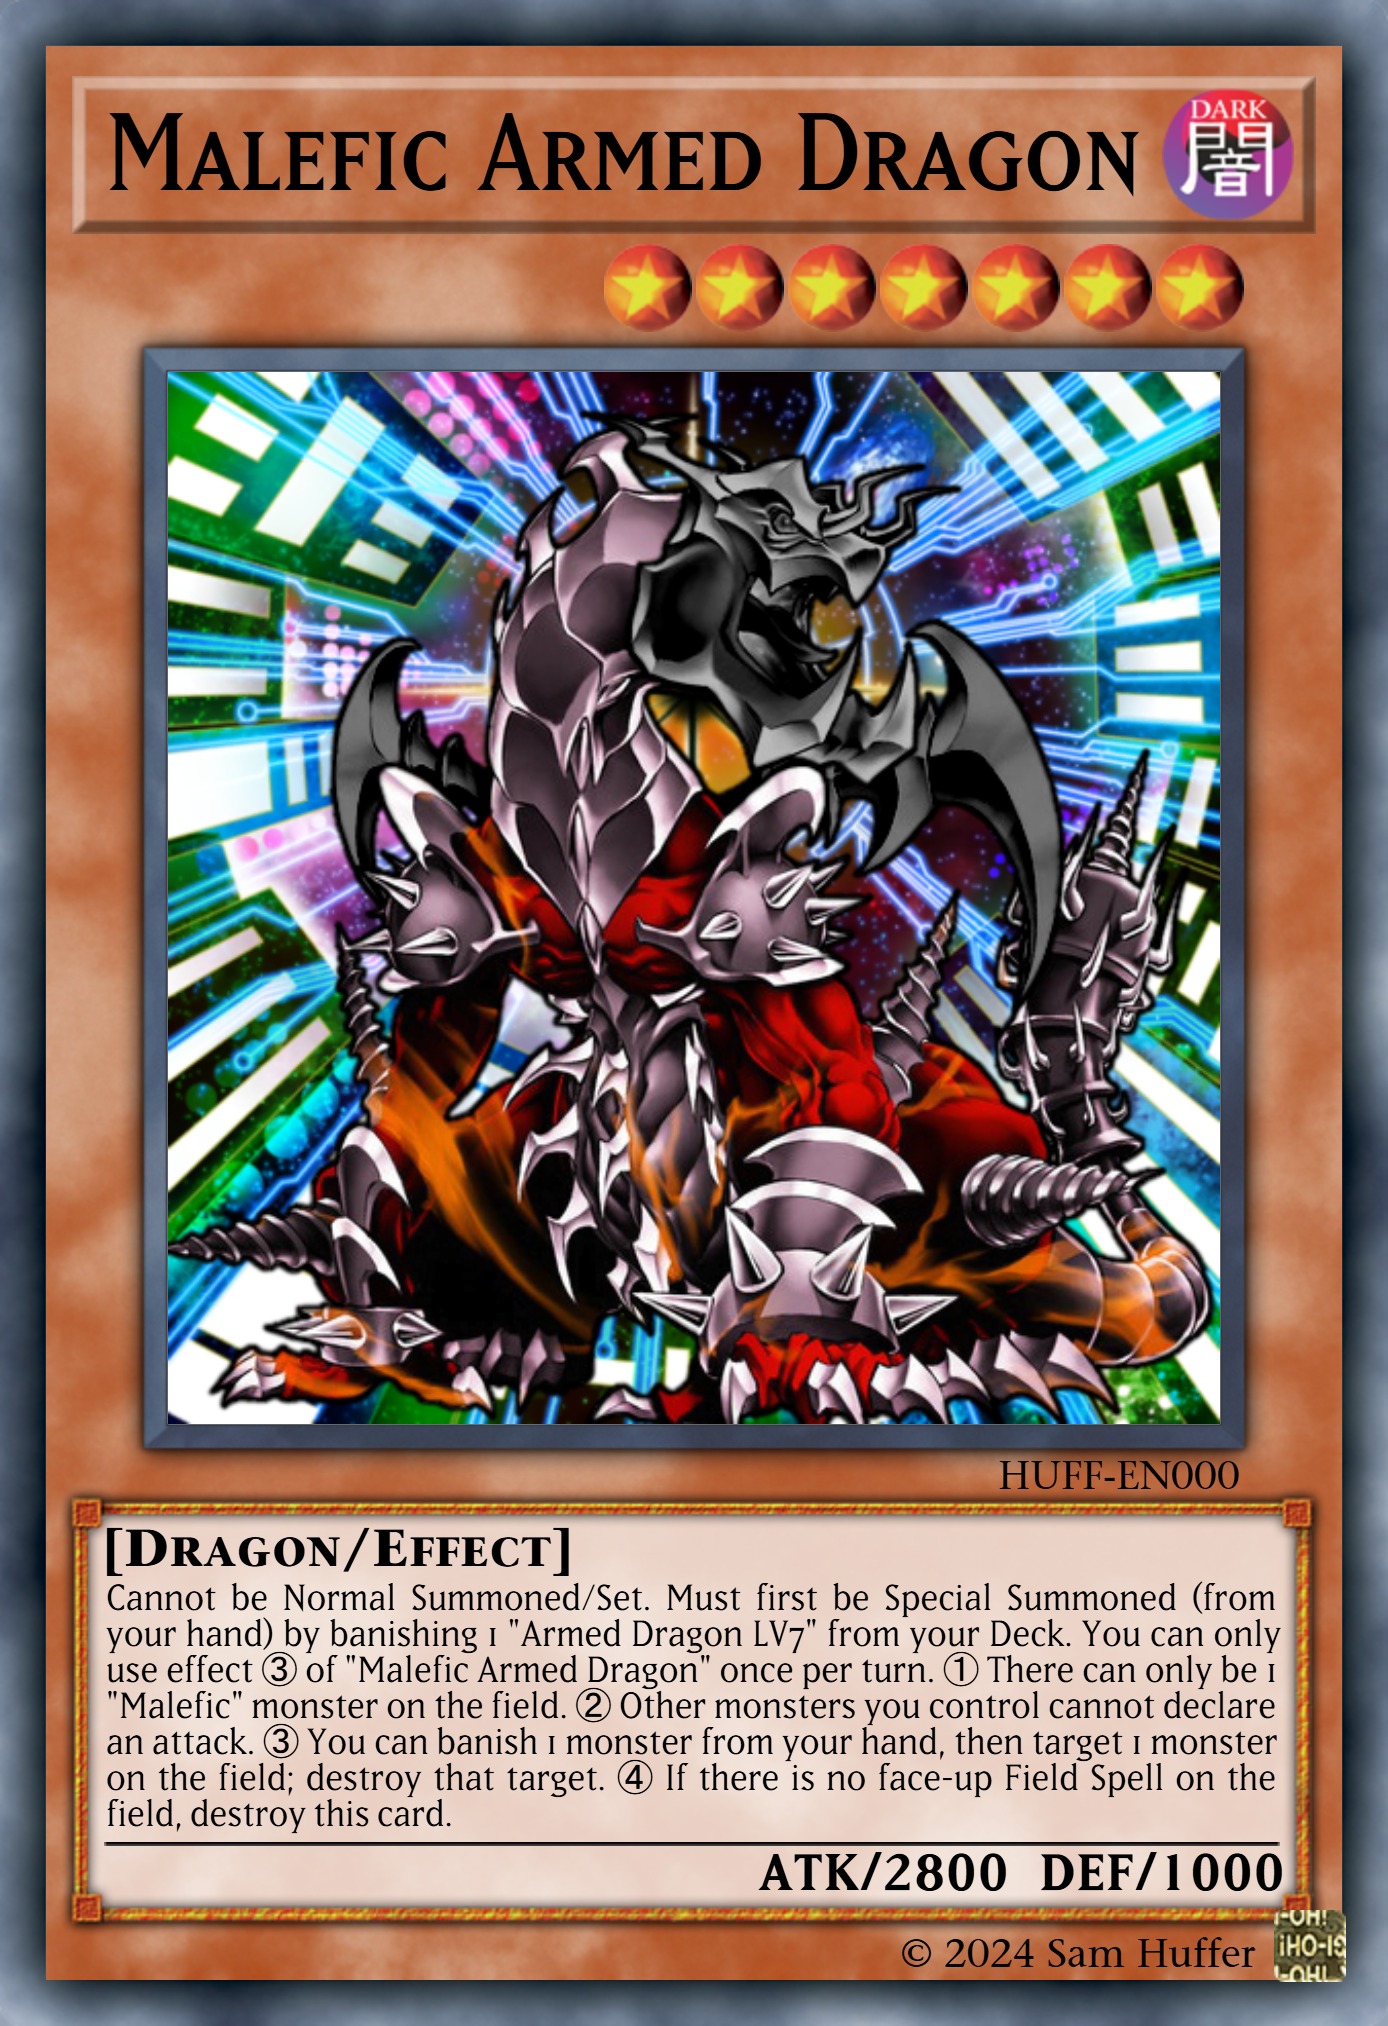 Malefic Armed Dragon
DARK
闇
HUFF-EN000
[Dragon/Effect]
Cannot be Normal Summoned/Set. Must first be Special Summoned (from
your hand) by banishing 1 "Armed Dragon LV7" from your Deck. You can only
use effect ③ of "Malefic Armed Dragon" once per turn. ① There can only be 1
"Malefic" monster on the field. ② Other monsters you control cannot declare
an attack. ③ You can banish 1 monster from your hand, then target 1 monster
on the field; destroy that target. ④ If there is no face-up Field Spell on the
field, destroy this card.
ATK/2800 DEF/1000
© 2024 Sam Huffer